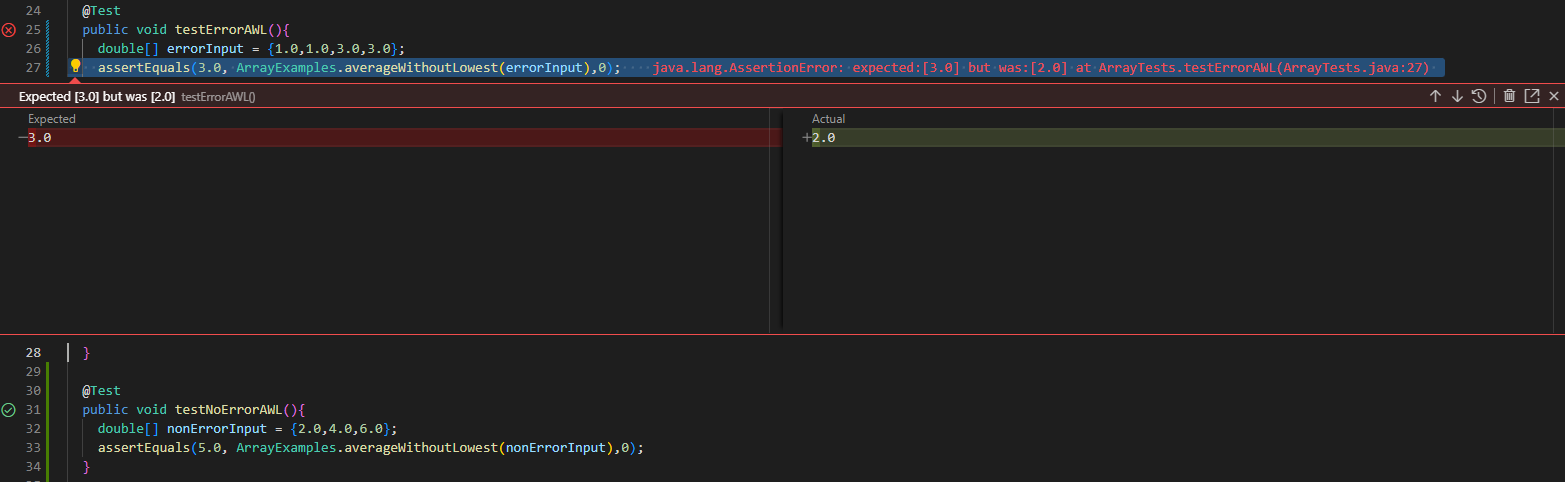 24 @Test
25 public void testErrorAWL(){
26 double[] errorInput = {1.0,1.0,3.0,3.0};
27 assertEquals(3.0, ArrayExamples.averageWithoutLowest(errorInput),0); java.lang.AssertionError: expected:[3.0] but was:[2.0] at ArrayTests.testErrorAWL(ArrayTests.java:27)
Expected [3.0] but was [2.0] testErrorAWL()
Expected Actual
−3.0 +2.0
28 }
29
30 @Test
31 public void testNoErrorAWL(){
32 double[] nonErrorInput = {2.0,4.0,6.0};
33 assertEquals(5.0, ArrayExamples.averageWithoutLowest(nonErrorInput),0);
34 }